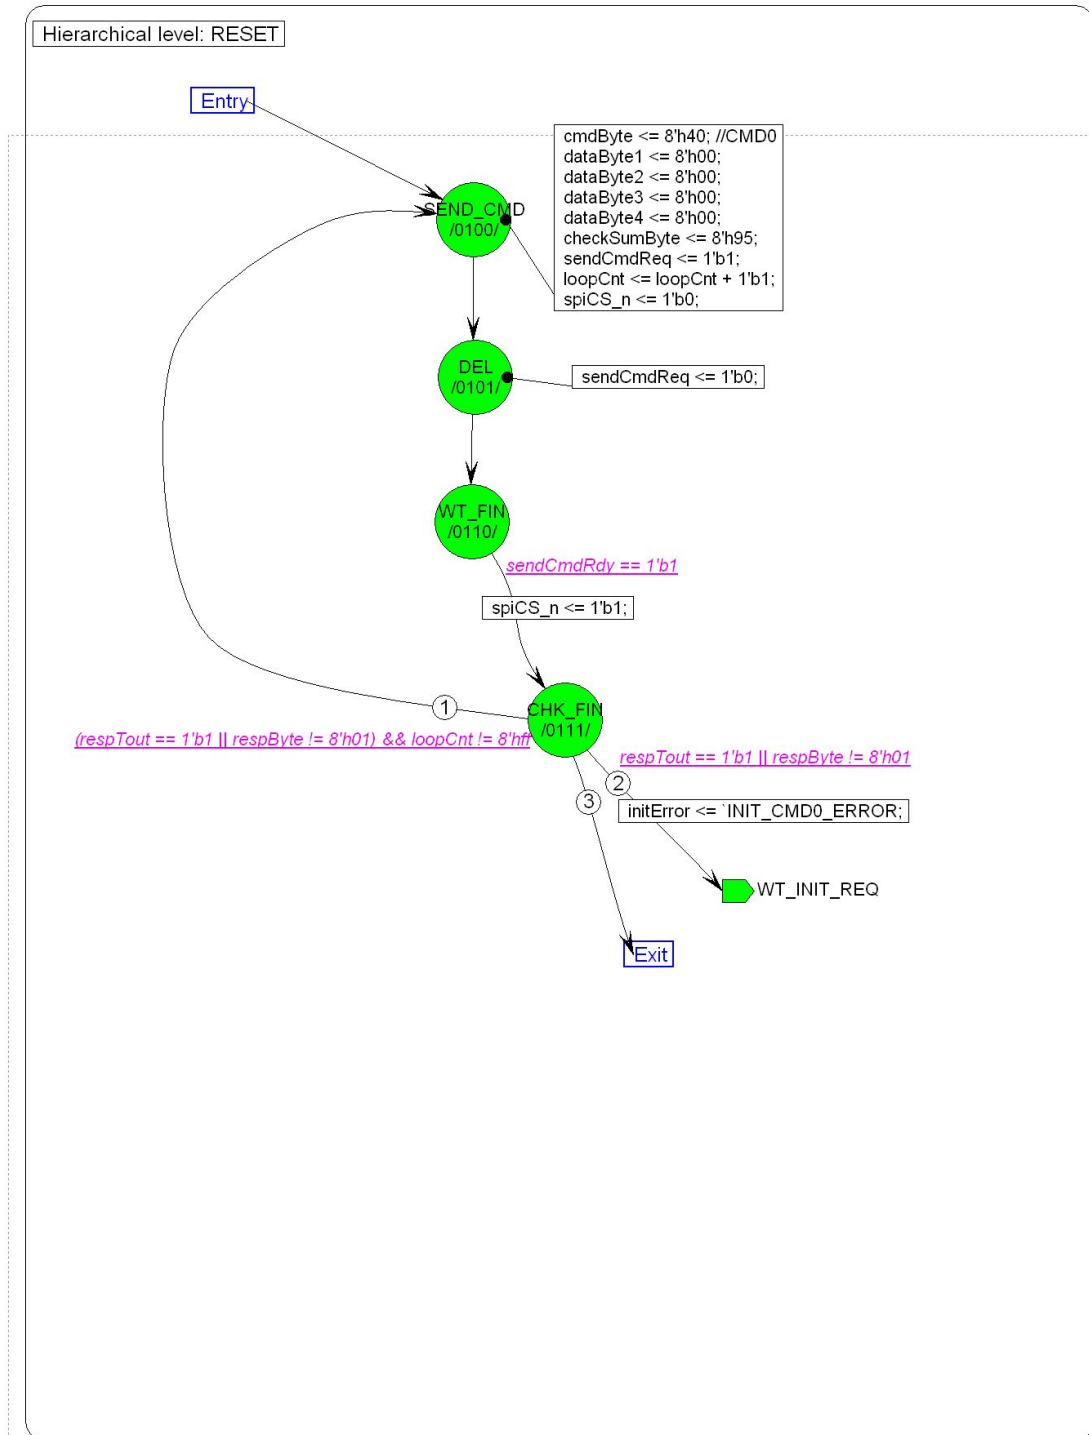 Hierarchical level: RESET
Entry
cmdByte <= 8'h40; //CMD0
dataByte1 <= 8'h00;
dataByte2 <= 8'h00;
dataByte3 <= 8'h00;
dataByte4 <= 8'h00;
checkSumByte <= 8'h95;
sendCmdReq <= 1'b1;
loopCnt <= loopCnt + 1'b1;
spiCS_n <= 1'b0;
SEND_CMD
/0100/
DEL
/0101/
sendCmdReq <= 1'b0;
WT_FIN
/0110/
sendCmdRdy == 1'b1
spiCS_n <= 1'b1;
CHK_FIN
/0111/
1
(respTout == 1'b1 || respByte != 8'h01) && loopCnt != 8'hff
respTout == 1'b1 || respByte != 8'h01
2
3
initError <= `INIT_CMD0_ERROR;
WT_INIT_REQ
Exit